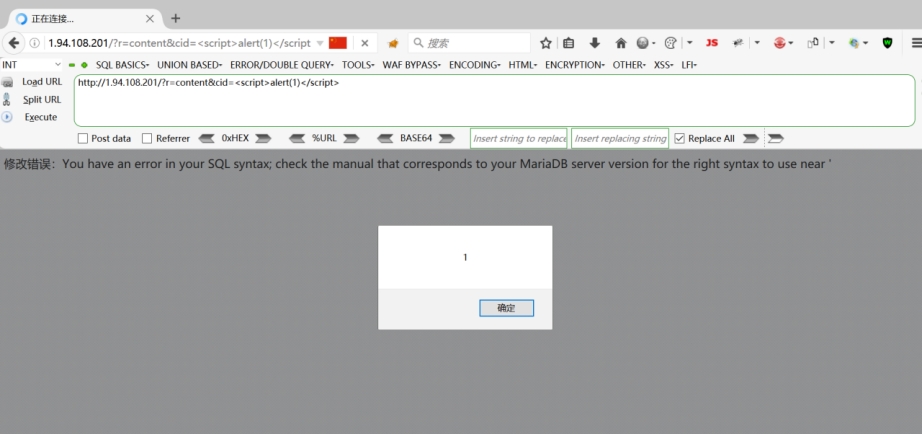 正在连接...
1.94.108.201/?r=content&cid=<script>alert(1)</script
搜索
JS
INT
SQL BASICS
UNION BASED
ERROR/DOUBLE QUERY
TOOLS
WAF BYPASS
ENCODING
HTML
ENCRYPTION
OTHER
XSS
LFI
Load URL
http://1.94.108.201/?r=content&cid=<script>alert(1)</script>
Split URL
Execute
Post data
Referrer
0xHEX
%URL
BASE64
Insert string to replace
Insert replacing string
Replace All
修改错误：You have an error in your SQL syntax; check the manual that corresponds to your MariaDB server version for the right syntax to use near '
1
确定